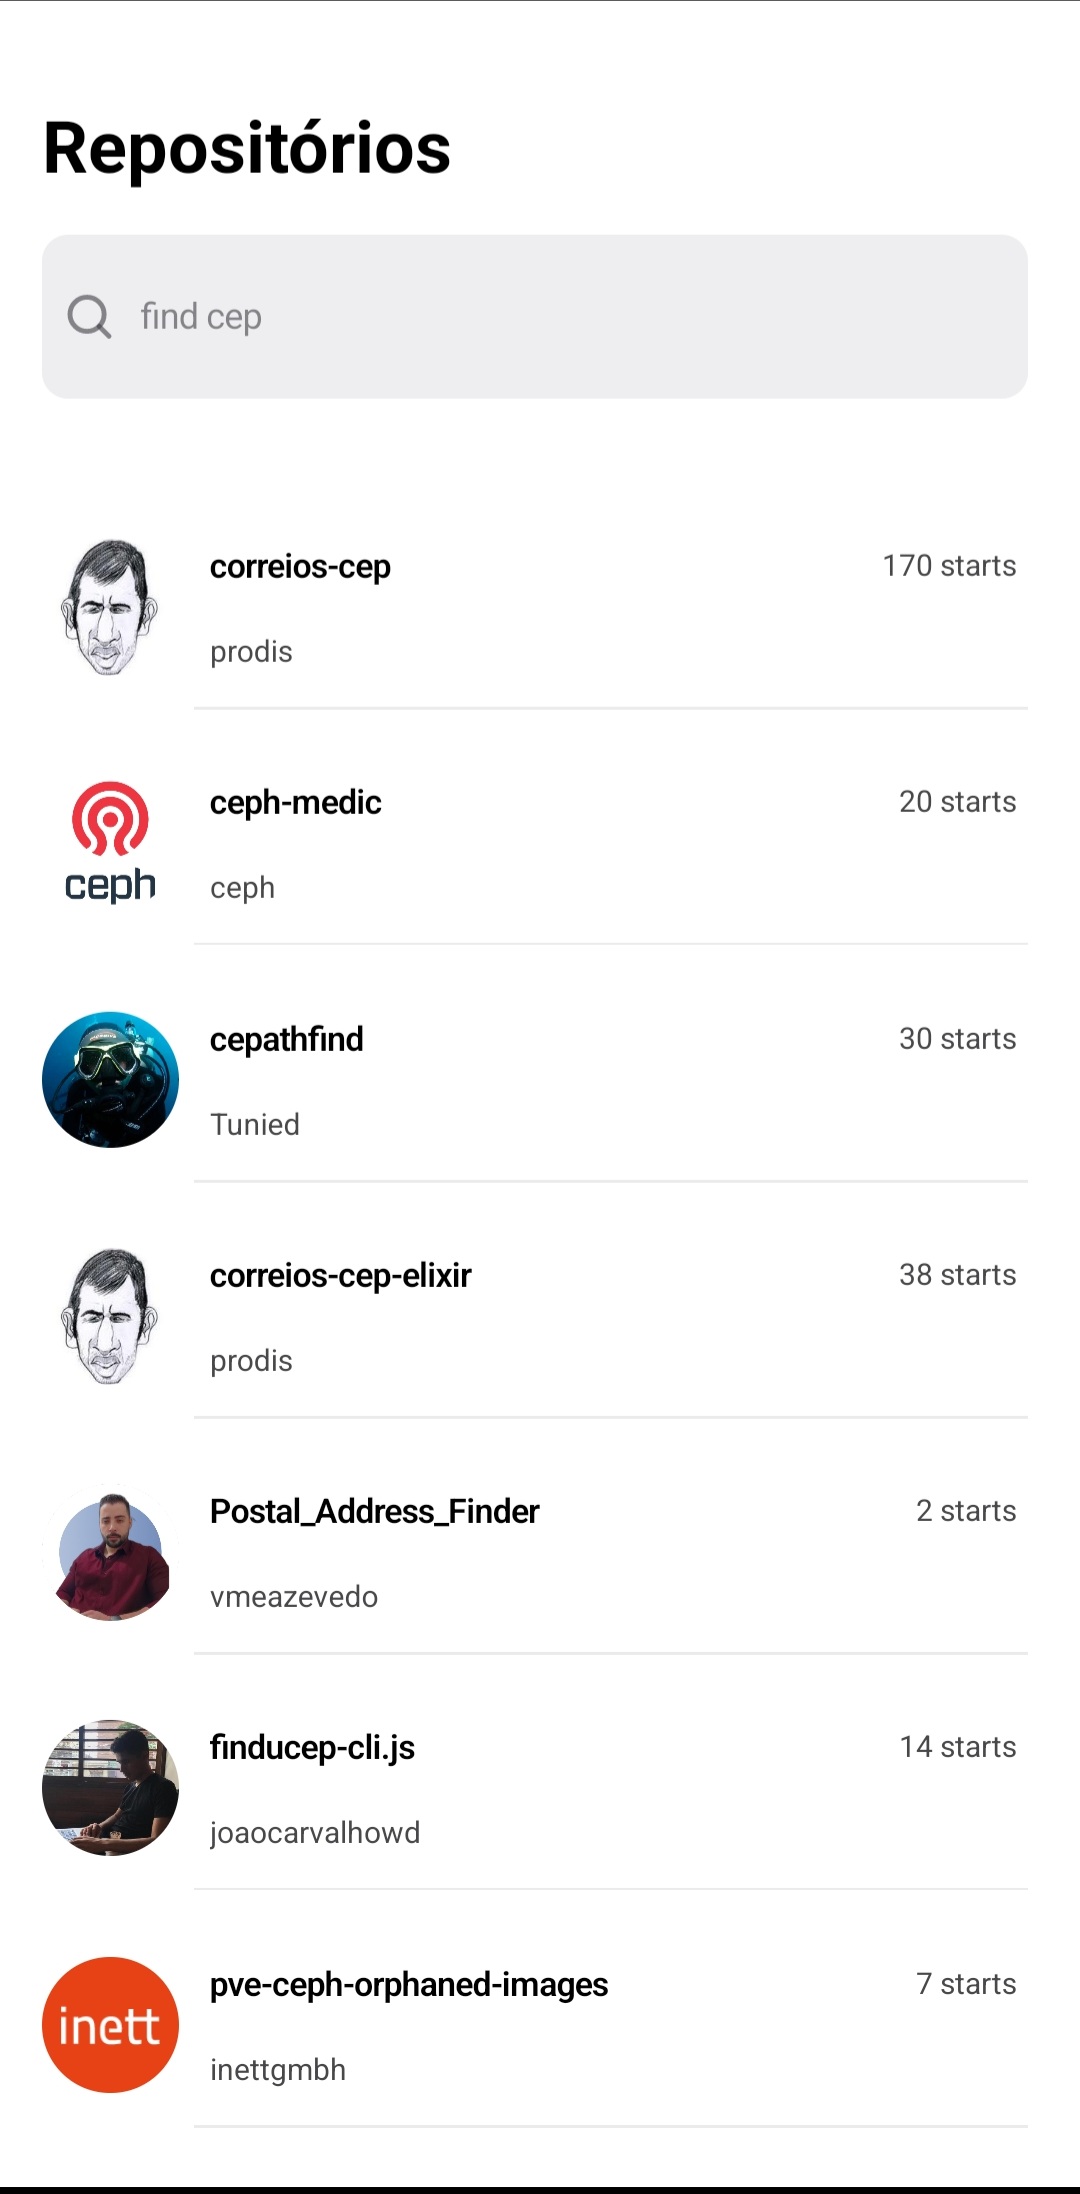 Repositórios
find cep
correios-cep
170 starts
prodis
ceph
ceph-medic
20 starts
ceph
cepathfind
30 starts
Tunied
correios-cep-elixir
38 starts
prodis
Postal_Address_Finder
2 starts
vmeazevedo
finducep-cli.js
14 starts
joaocarvalhowd
inett
pve-ceph-orphaned-images
7 starts
inettgmbh